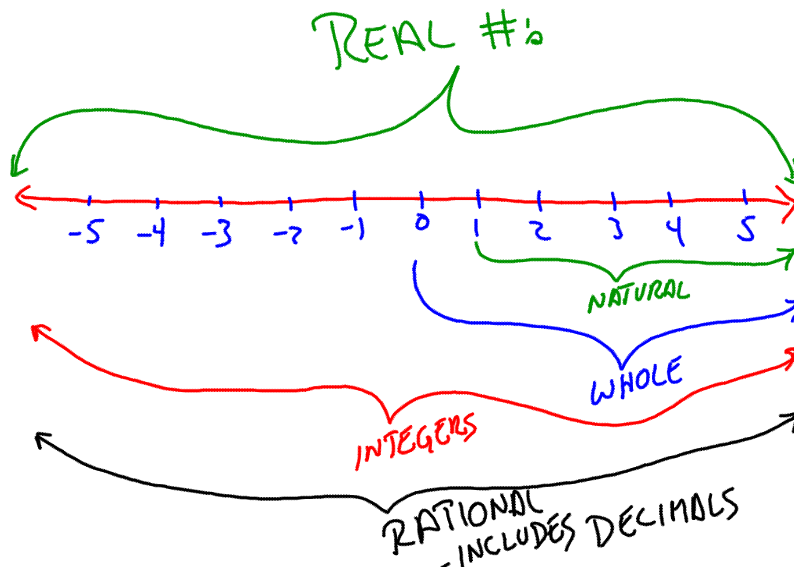 REAL #'s
-5 -4 -3 -2 -1 0 1 2 3 4 5
NATURAL
WHOLE
INTEGERS
RATIONAL
-INCLUDES DECIMALS